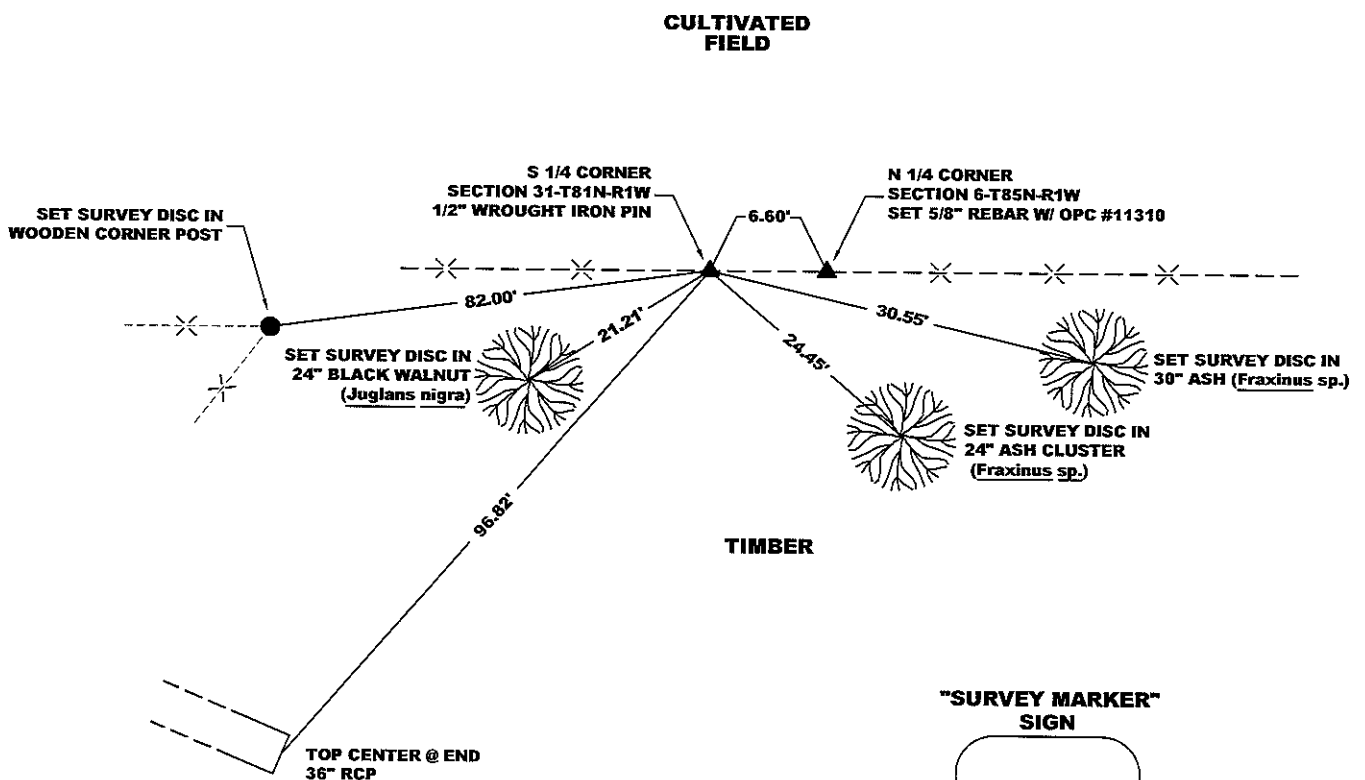 CULTIVATED
FIELD
S 1/4 CORNER
SECTION 31-T81N-R1W
1/2" WROUGHT IRON PIN
N 1/4 CORNER
SECTION 6-T85N-R1W
SET 5/8" REBAR W/ OPC #11310
SET SURVEY DISC IN
WOODEN CORNER POST
6.60'
82.00'
21.21'
24.45'
30.55'
SET SURVEY DISC IN
24" BLACK WALNUT
(Juglans nigra)
SET SURVEY DISC IN
30" ASH (Fraxinus sp.)
SET SURVEY DISC IN
24" ASH CLUSTER
(Fraxinus sp.)
96.82'
TIMBER
"SURVEY MARKER"
SIGN
TOP CENTER @ END
36" RCP